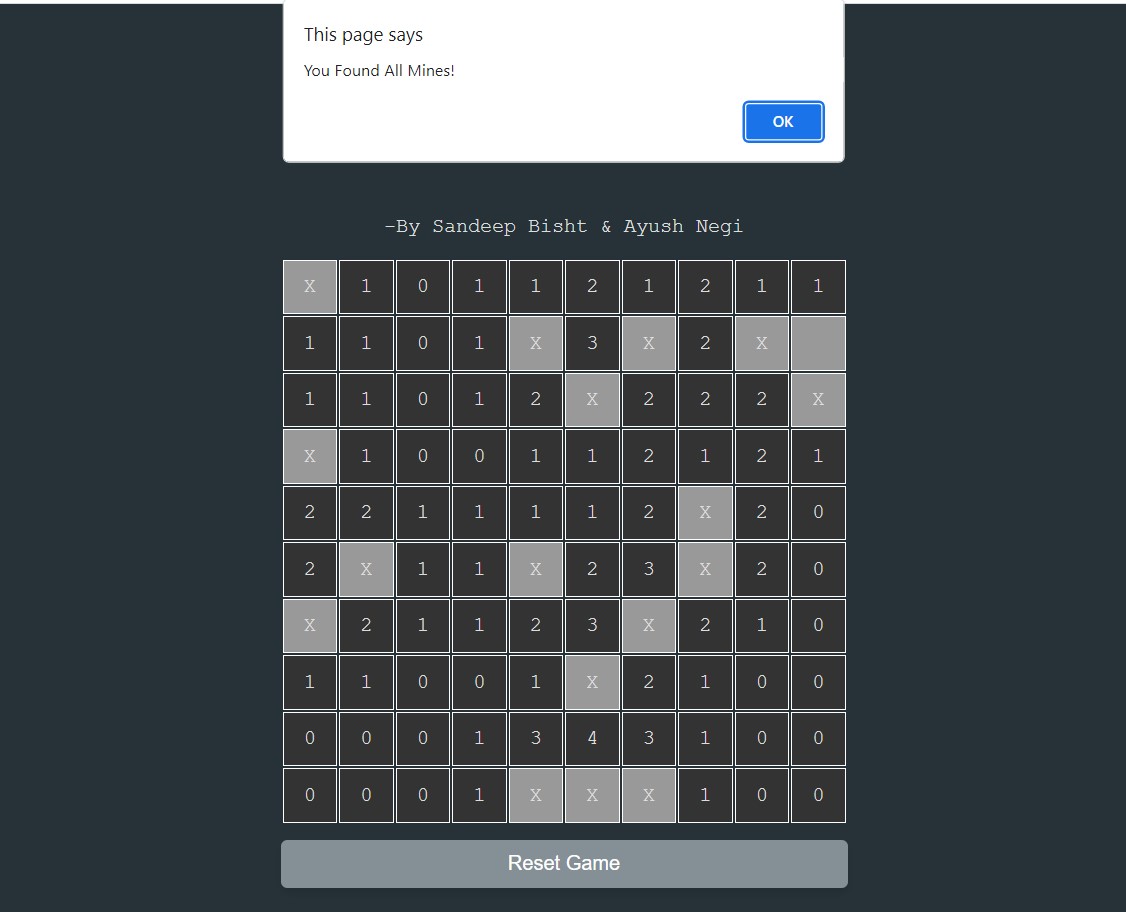 This page says
You Found All Mines!
OK
-By Sandeep Bisht & Ayush Negi
X 1 0 1 1 2 1 2 1 1
1 1 0 1 X 3 X 2 X
1 1 0 1 2 X 2 2 2 X
X 1 0 0 1 1 2 1 2 1
2 2 1 1 1 1 2 X 2 0
2 X 1 1 X 2 3 X 2 0
X 2 1 1 2 3 X 2 1 0
1 1 0 0 1 X 2 1 0 0
0 0 0 1 3 4 3 1 0 0
0 0 0 1 X X X 1 0 0
Reset Game